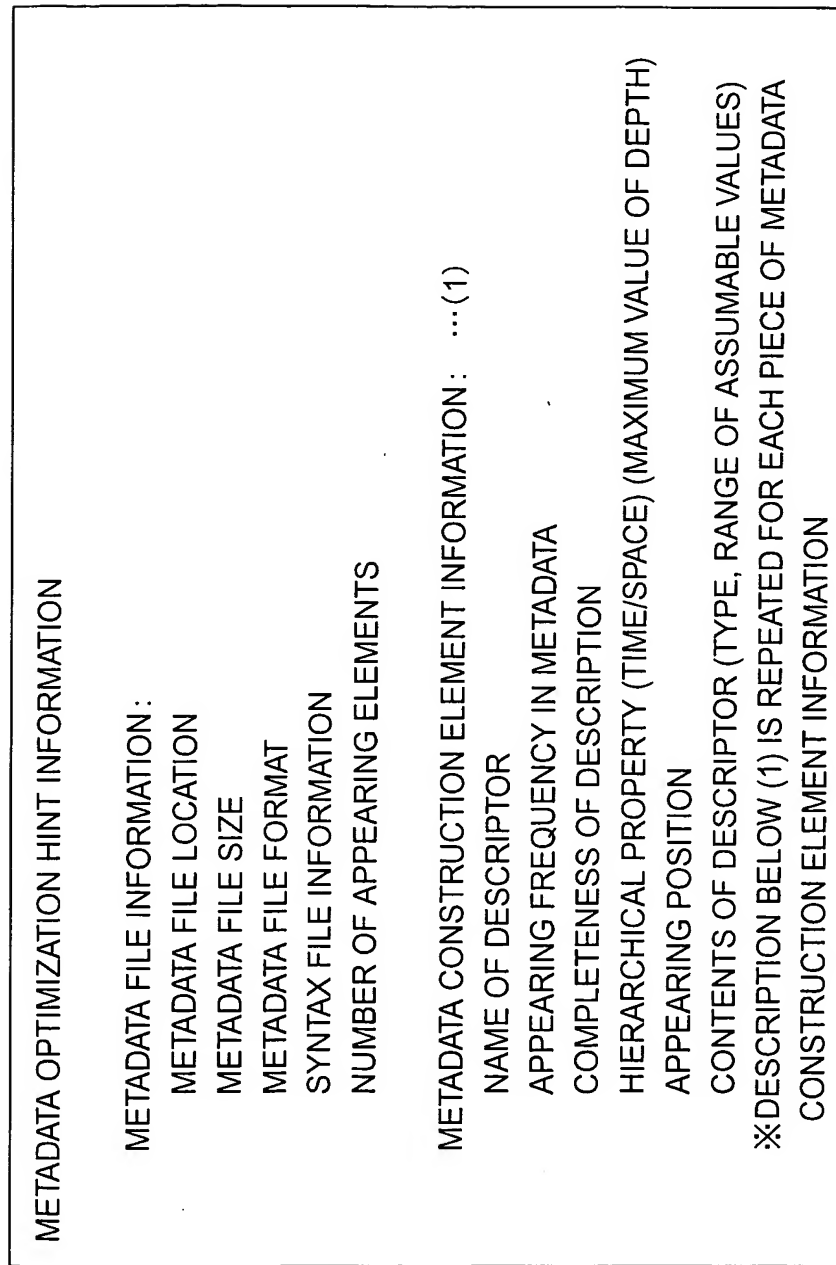 METADATA OPTIMIZATION HINT INFORMATION
METADATA FILE INFORMATION:
METADATA FILE LOCATION
METADATA FILE SIZE
METADATA FILE FORMAT
SYNTAX FILE INFORMATION
NUMBER OF APPEARING ELEMENTS
METADATA CONSTRUCTION ELEMENT INFORMATION: ···(1)
NAME OF DESCRIPTOR
APPEARING FREQUENCY IN METADATA
COMPLETENESS OF DESCRIPTION
HIERARCHICAL PROPERTY (TIME/SPACE) (MAXIMUM VALUE OF DEPTH)
APPEARING POSITION
CONTENTS OF DESCRIPTOR (TYPE, RANGE OF ASSUMABLE VALUES)
※DESCRIPTION BELOW (1) IS REPEATED FOR EACH PIECE OF METADATA
CONSTRUCTION ELEMENT INFORMATION